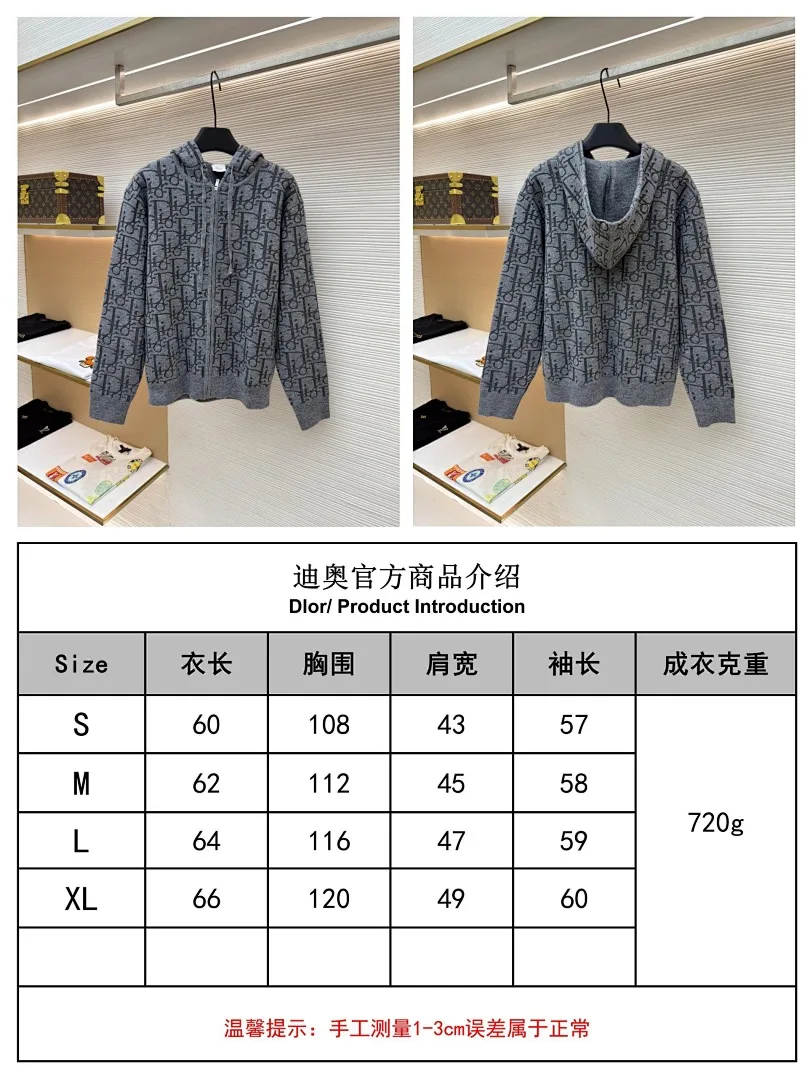 迪奥官方商品介绍
DIor/ Product Introduction
Size 衣长 胸围 肩宽 袖长 成衣克重
S 60 108 43 57
M 62 112 45 58
L 64 116 47 59
XL 66 120 49 60
720g
温馨提示：手工测量1-3cm误差属于正常